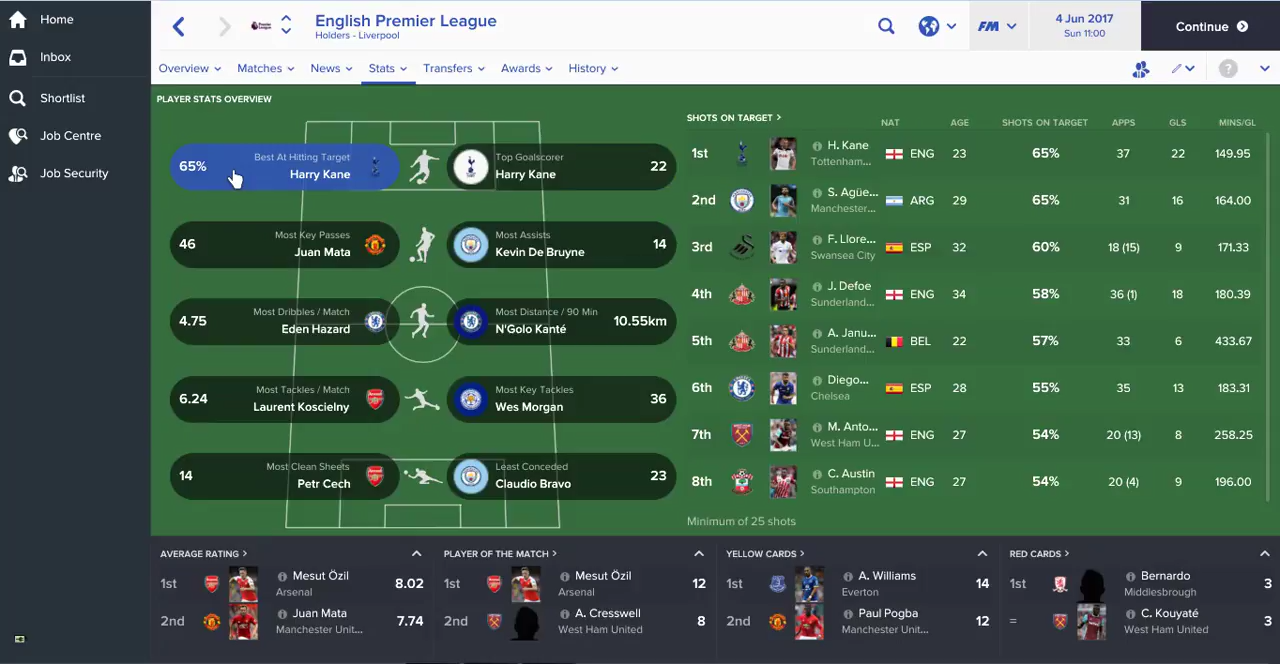 Home
Inbox
Shortlist
Job Centre
Job Security
English Premier League
Holders - Liverpool
FM
4 Jun 2017
Sun 11:00
Continue
Overview
Matches
News
Stats
Transfers
Awards
History
?
PLAYER STATS OVERVIEW
65%
Best At Hitting Target
Harry Kane
Top Goalscorer
Harry Kane
22
46
Most Key Passes
Juan Mata
Most Assists
Kevin De Bruyne
14
4.75
Most Dribbles / Match
Eden Hazard
Most Distance / 90 Min
N'Golo Kanté
10.55km
6.24
Most Tackles / Match
Laurent Koscielny
Most Key Tackles
Wes Morgan
36
14
Most Clean Sheets
Petr Cech
Least Conceded
Claudio Bravo
23
SHOTS ON TARGET >
NAT AGE SHOTS ON TARGET APPS GLS MINS/GL
1st H. Kane Tottenham... ENG 23 65% 37 22 149.95
2nd S. Agüe... Manchester... ARG 29 65% 31 16 164.00
3rd F. Llore... Swansea City ESP 32 60% 18 (15) 9 171.33
4th J. Defoe Sunderland... ENG 34 58% 36 (1) 18 180.39
5th A. Janu... Sunderland... BEL 22 57% 33 6 433.67
6th Diego... Chelsea ESP 28 55% 35 13 183.31
7th M. Anto... West Ham U... ENG 27 54% 20 (13) 8 258.25
8th C. Austin Southampton ENG 27 54% 20 (4) 9 196.00
Minimum of 25 shots
AVERAGE RATING >
1st Mesut Özil Arsenal 8.02
2nd Juan Mata Manchester Unit... 7.74
PLAYER OF THE MATCH >
1st Mesut Özil Arsenal 12
2nd A. Cresswell West Ham United 8
YELLOW CARDS >
1st A. Williams Everton 14
2nd Paul Pogba Manchester Unit... 12
RED CARDS >
1st Bernardo Middlesbrough 3
= C. Kouyaté West Ham United 3